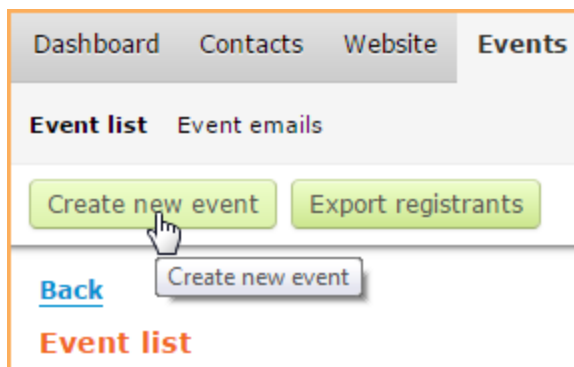 Dashboard Contacts Website Events
Event list Event emails
Create new event Export registrants
Create new event
Back
Event list